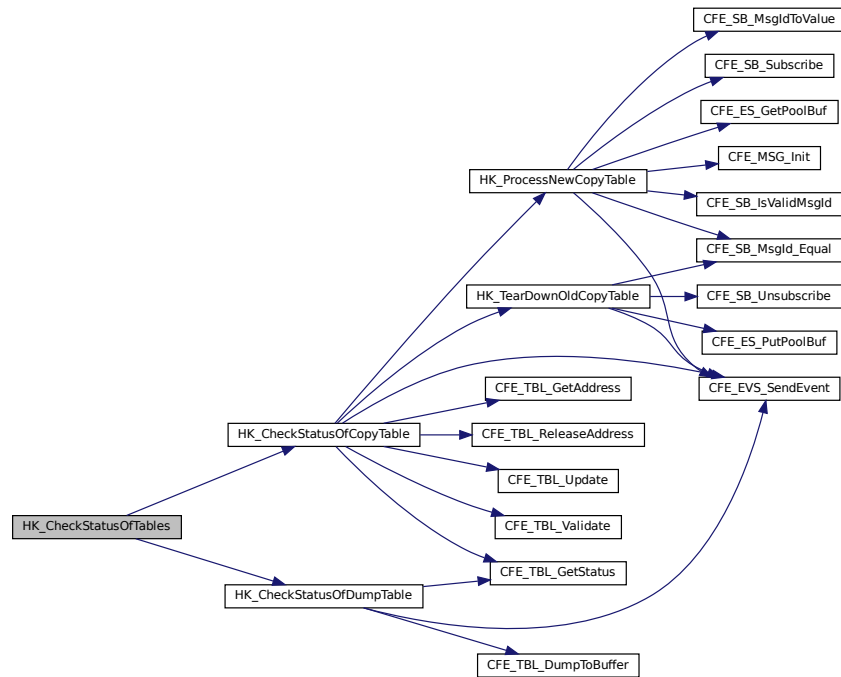 CFE_SB_MsgIdToValue
CFE_SB_Subscribe
CFE_ES_GetPoolBuf
CFE_MSG_Init
HK_ProcessNewCopyTable
CFE_SB_IsValidMsgId
CFE_SB_MsgId_Equal
HK_TearDownOldCopyTable
CFE_SB_Unsubscribe
CFE_ES_PutPoolBuf
CFE_TBL_GetAddress
CFE_EVS_SendEvent
HK_CheckStatusOfCopyTable
CFE_TBL_ReleaseAddress
CFE_TBL_Update
HK_CheckStatusOfTables
CFE_TBL_Validate
CFE_TBL_GetStatus
HK_CheckStatusOfDumpTable
CFE_TBL_DumpToBuffer